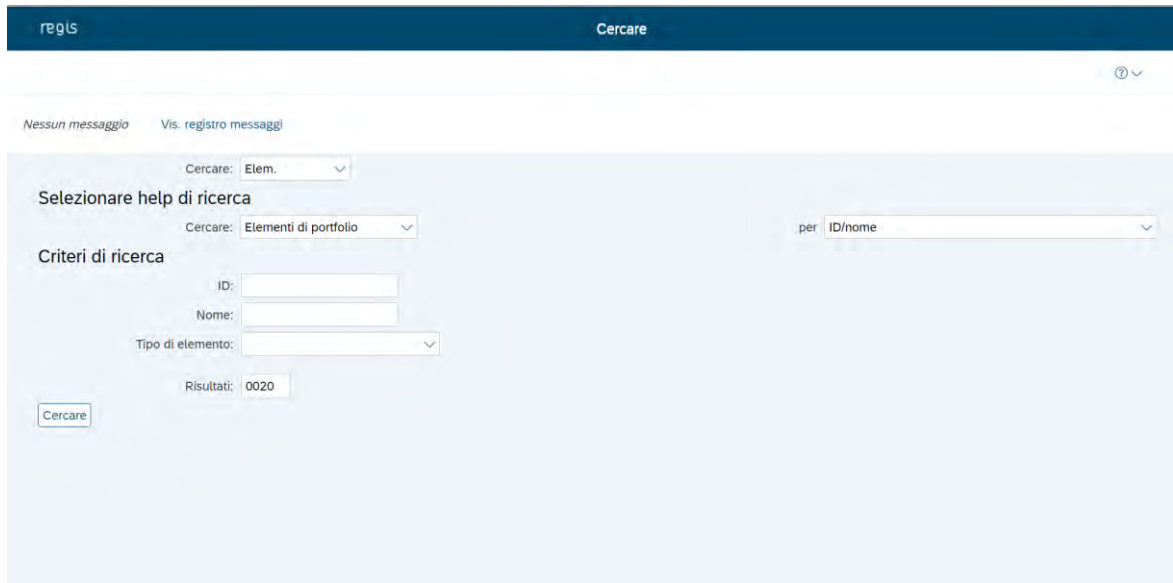 regis Cercare
Nessun messaggio Vis. registro messaggi
Cercare: Elem.
Selezionare help di ricerca
Cercare: Elementi di portfolio per ID/nome
Criteri di ricerca
ID:
Nome:
Tipo di elemento:
Risultati: 0020
Cercare